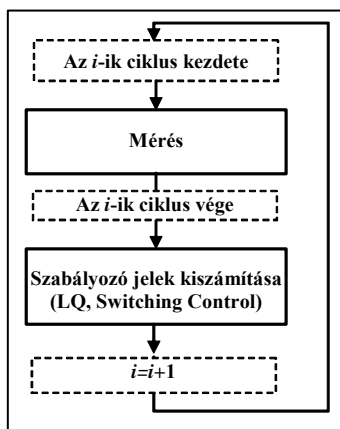 Az i-ik ciklus kezdete
Mérés
Az i-ik ciklus vége
Szabályozó jelek kiszámítása
(LQ, Switching Control)
i=i+1